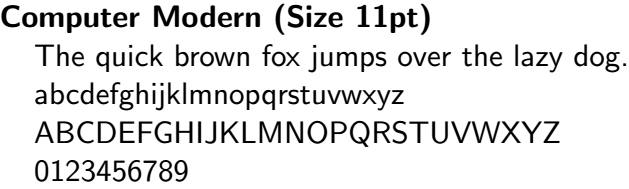 Computer Modern (Size 11pt)
The quick brown fox jumps over the lazy dog.
abcdefghijklmnopqrstuvwxyz
ABCDEFGHIJKLMNOPQRSTUVWXYZ
0123456789